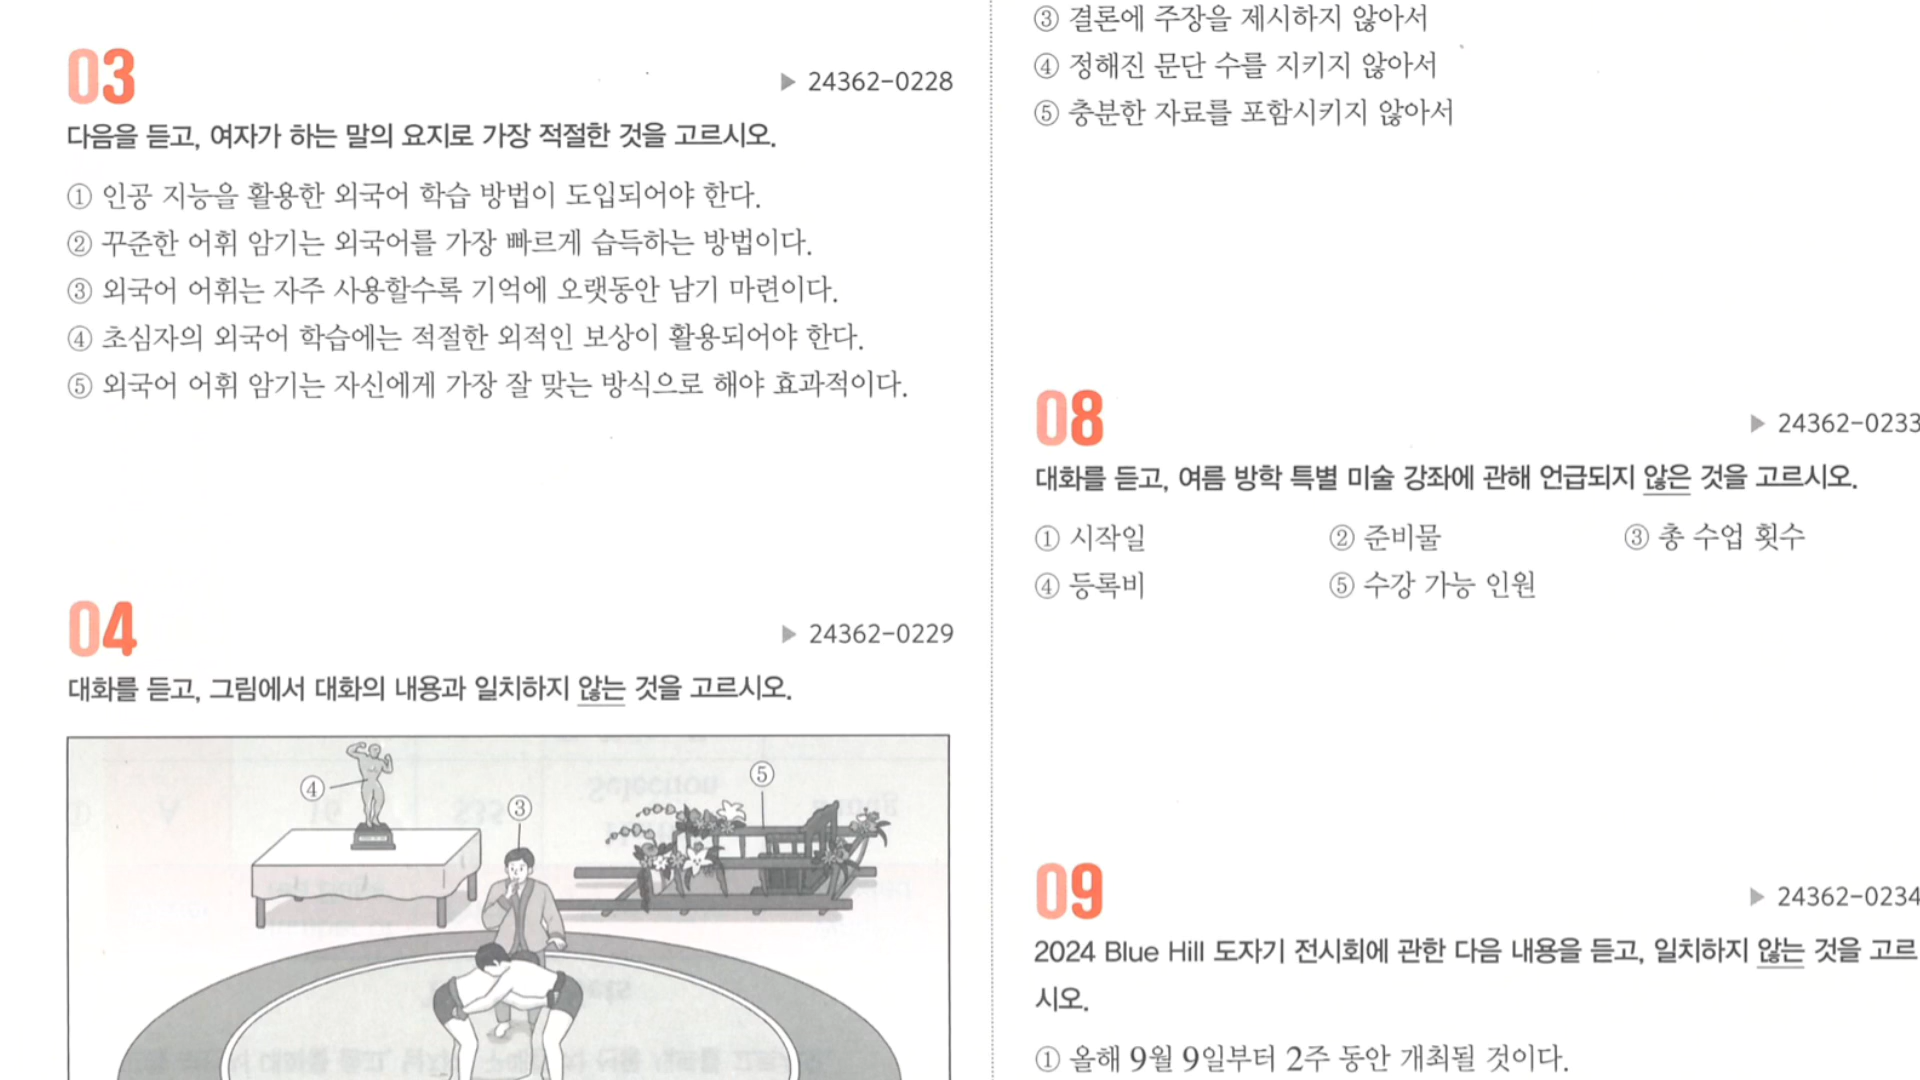 03
▶ 24362-0228
다음을 듣고, 여자가 하는 말의 요지로 가장 적절한 것을 고르시오.
① 인공 지능을 활용한 외국어 학습 방법이 도입되어야 한다.
② 꾸준한 어휘 암기는 외국어를 가장 빠르게 습득하는 방법이다.
③ 외국어 어휘는 자주 사용할수록 기억에 오랫동안 남기 마련이다.
④ 초심자의 외국어 학습에는 적절한 외적인 보상이 활용되어야 한다.
⑤ 외국어 어휘 암기는 자신에게 가장 잘 맞는 방식으로 해야 효과적이다.
04
▶ 24362-0229
대화를 듣고, 그림에서 대화의 내용과 일치하지 않는 것을 고르시오.
④
③
⑤
③ 결론에 주장을 제시하지 않아서
④ 정해진 문단 수를 지키지 않아서
⑤ 충분한 자료를 포함시키지 않아서
08
▶ 24362-0233
대화를 듣고, 여름 방학 특별 미술 강좌에 관해 언급되지 않은 것을 고르시오.
① 시작일 ② 준비물 ③ 총 수업 횟수
④ 등록비 ⑤ 수강 가능 인원
09
▶ 24362-0234
2024 Blue Hill 도자기 전시회에 관한 다음 내용을 듣고, 일치하지 않는 것을 고르
시오.
① 올해 9월 9일부터 2주 동안 개최될 것이다.